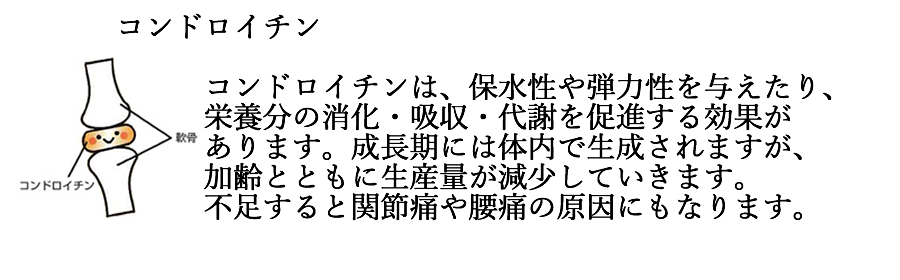 コンドロイチン
コンドロイチンは、保水性や弾力性を与えたり、
栄養分の消化・吸収・代謝を促進する効果が
あります。成長期には体内で生成されますが、
加齢とともに生産量が減少していきます。
不足すると関節痛や腰痛の原因にもなります。
軟骨
コンドロイチン